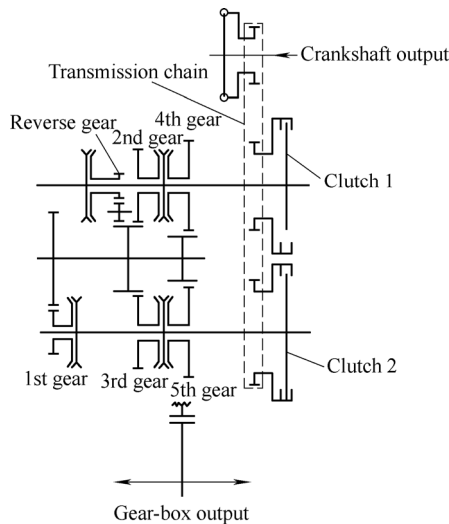 Crankshaft output
Transmission chain
4th gear
Reverse gear
2nd gear
Clutch 1
Clutch 2
1st gear
3rd gear
5th gear
Gear-box output